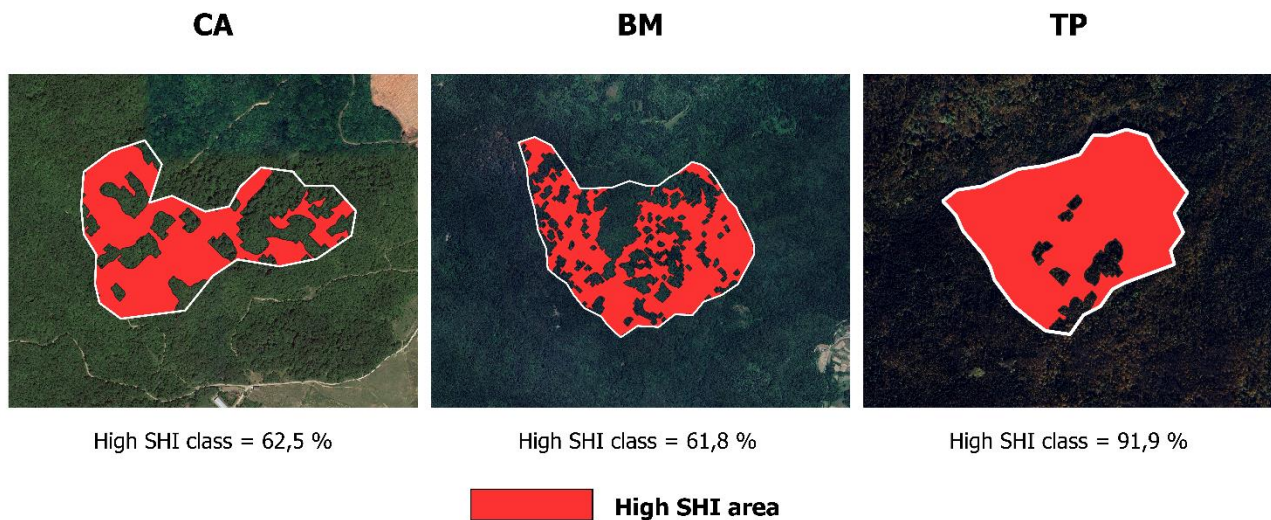 CA
BM
TP
High SHI class = 62,5 %
High SHI class = 61,8 %
High SHI class = 91,9 %
High SHI area